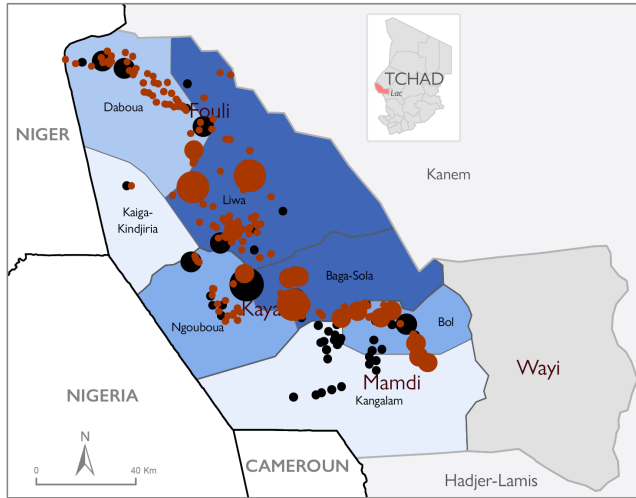 TCHAD
Lac
Daboua
Fouli
NIGER
Kanem
Liwa
Kaiga-
Kindjiria
Baga-Sola
Kaya
Bol
Ngouboua
Wayi
Mamdi
Kangalam
NIGERIA
N
0
40 Km
CAMEROUN
Hadjer-Lamis